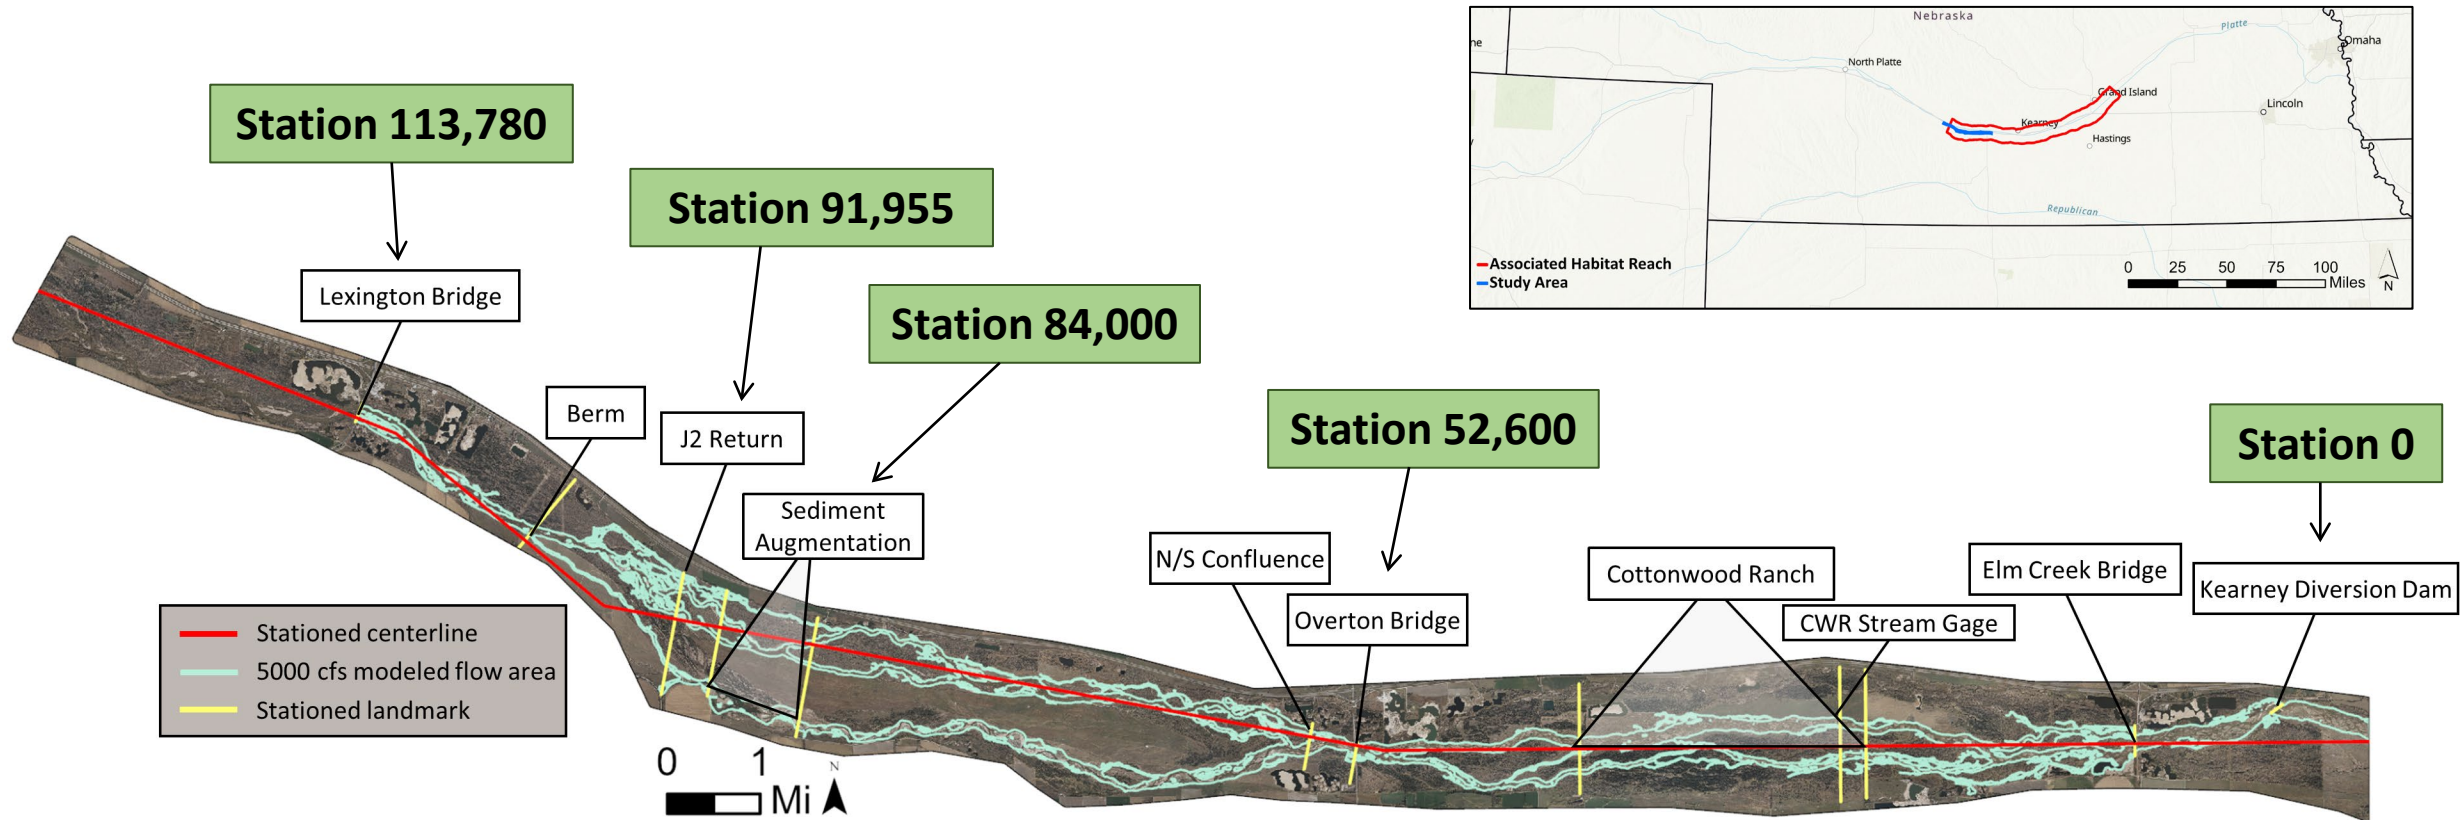 Nebraska
Platte
ne
Omaha
North Platte
Grand Island
Lincoln
Kearney
Hastings
Republican
Associated Habitat Reach
Study Area
0 25 50 75 100
Miles
N
Station 113,780
Station 91,955
Station 84,000
Station 52,600
Station 0
Lexington Bridge
Berm
J2 Return
Sediment
Augmentation
N/S Confluence
Overton Bridge
Cottonwood Ranch
CWR Stream Gage
Elm Creek Bridge
Kearney Diversion Dam
Stationed centerline
5000 cfs modeled flow area
Stationed landmark
0 1
Mi
N